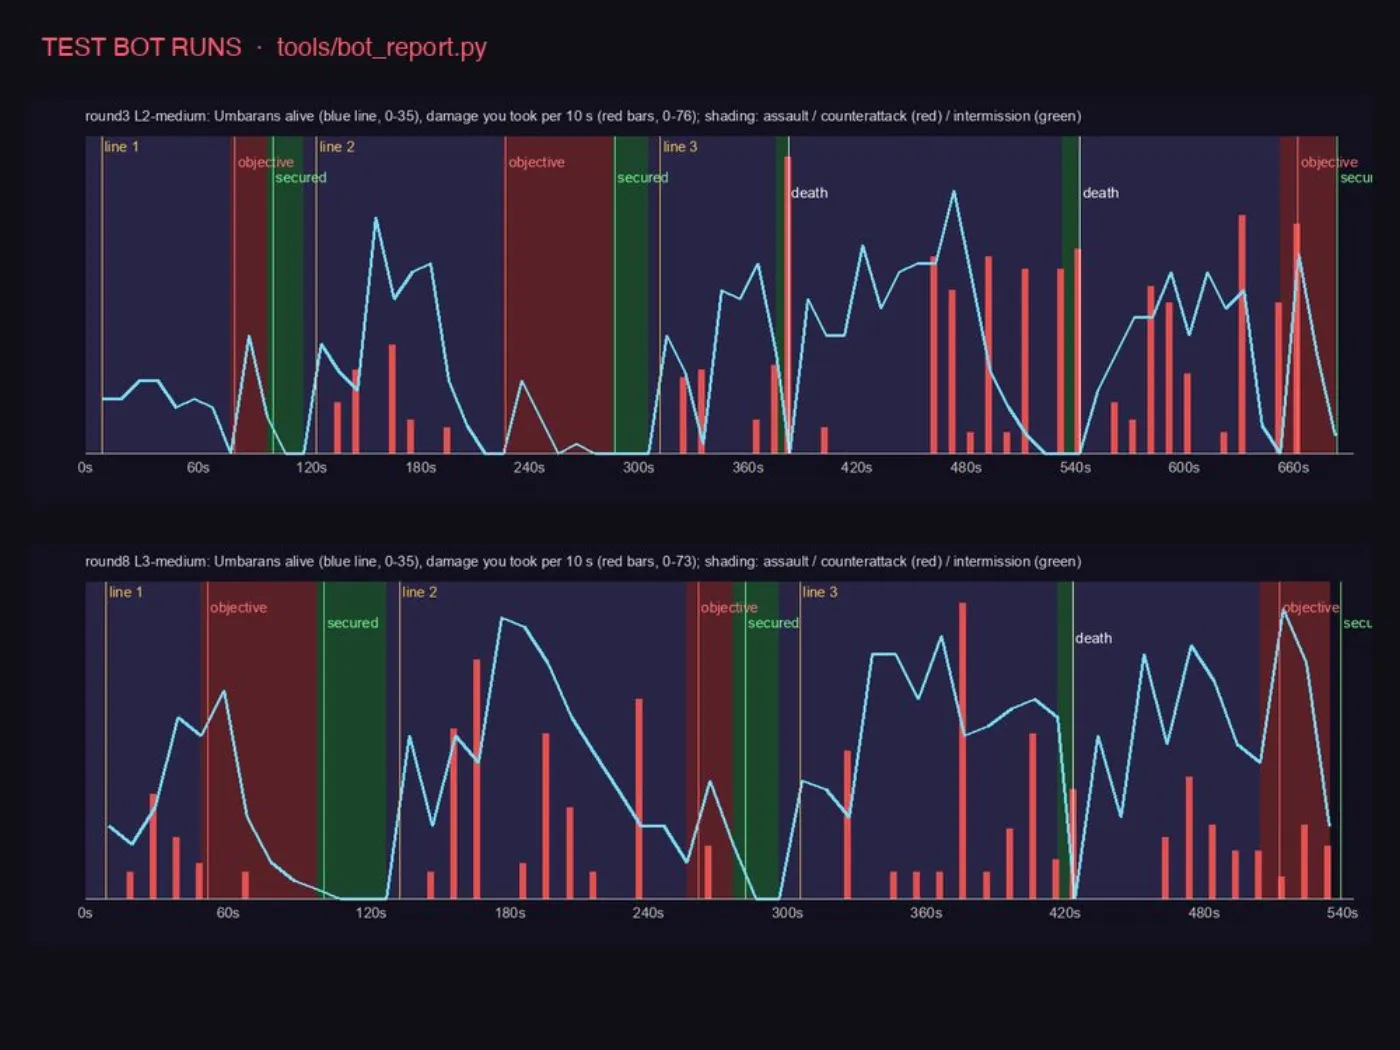 TEST BOT RUNS · tools/bot_report.py
round3 L2-medium: Umbarans alive (blue line, 0-35), damage you took per 10 s (red bars, 0-76); shading: assault / counterattack (red) / intermission (green)
line 1 line 2 line 3
objective objective objective
secured secured secur
death death
0s 60s 120s 180s 240s 300s 360s 420s 480s 540s 600s 660s
round8 L3-medium: Umbarans alive (blue line, 0-35), damage you took per 10 s (red bars, 0-73); shading: assault / counterattack (red) / intermission (green)
line 1 line 2 line 3
objective objective objective
secured secured secu
death
0s 60s 120s 180s 240s 300s 360s 420s 480s 540s